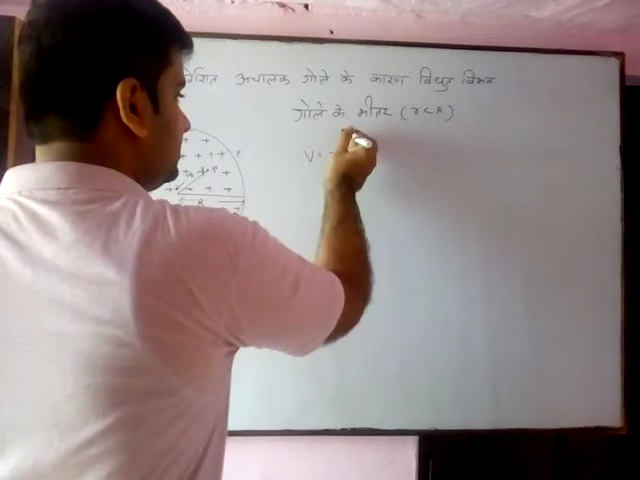 अचालक गोले के कारण विधुत विभव
गोले के भीतर (r<R)
V=
P
P
R